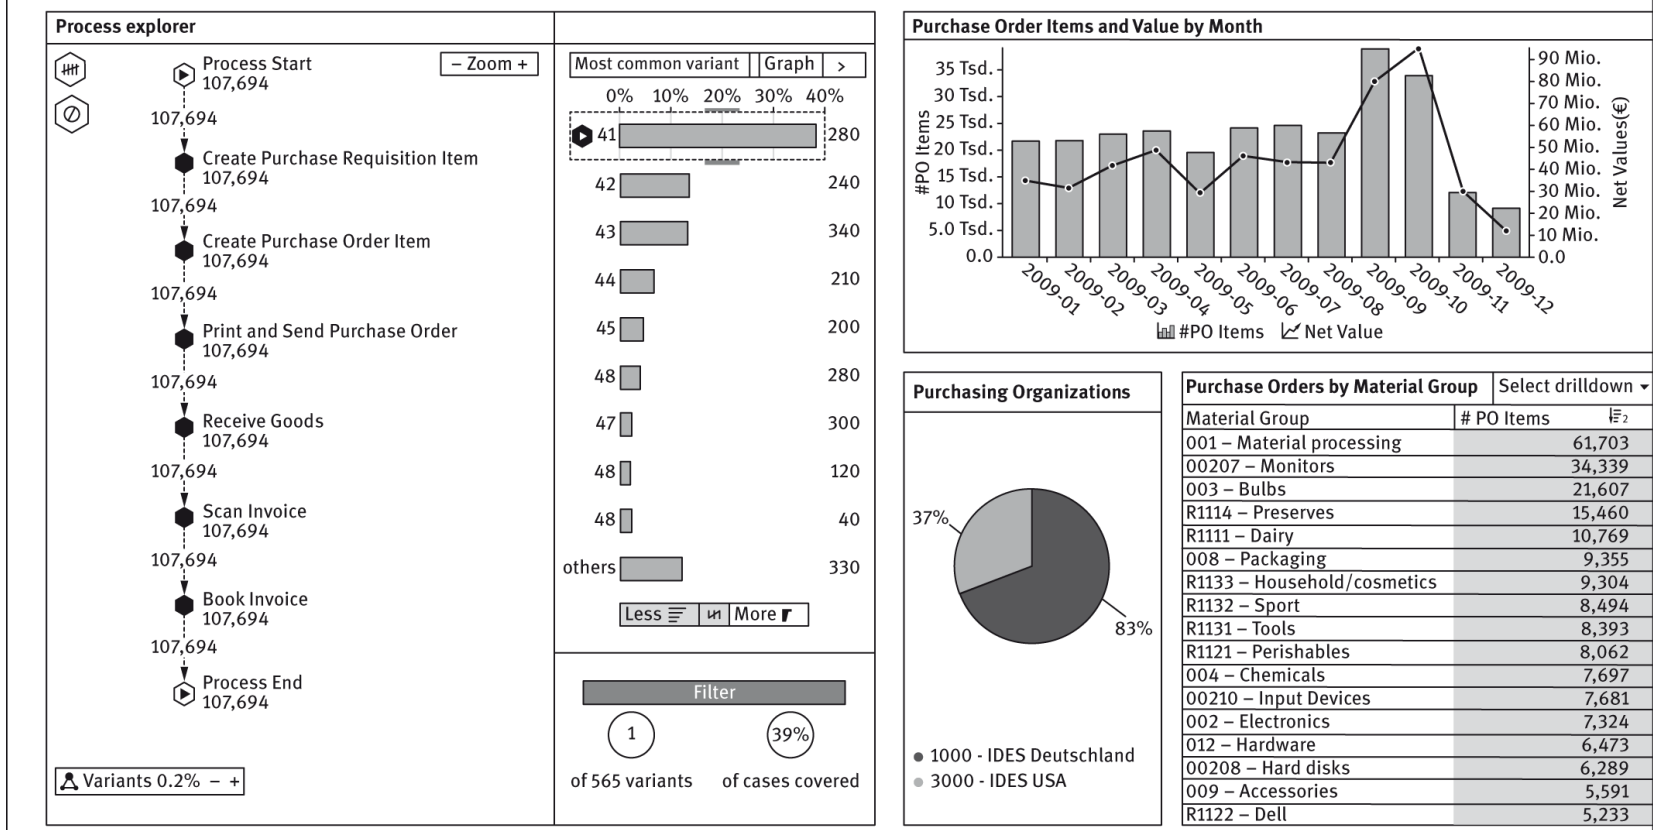 Process explorer
Process Start
107,694
– Zoom +
107,694
Create Purchase Requisition Item
107,694
107,694
Create Purchase Order Item
107,694
107,694
Print and Send Purchase Order
107,694
107,694
Receive Goods
107,694
107,694
Scan Invoice
107,694
107,694
Book Invoice
107,694
107,694
Process End
107,694
Variants 0.2% – +
Most common variant
Graph
>
0% 10% 20% 30% 40%
41 280
42 240
43 340
44 210
45 200
48 280
47 300
48 120
48 40
others 330
Less More
Filter
1 39%
of 565 variants of cases covered
Purchase Order Items and Value by Month
#PO Items
35 Tsd.
30 Tsd.
25 Tsd.
20 Tsd.
15 Tsd.
10 Tsd.
5.0 Tsd.
0.0
90 Mio.
80 Mio.
70 Mio.
60 Mio.
50 Mio.
40 Mio.
30 Mio.
20 Mio.
10 Mio.
0.0
Net Values(€)
2009-01
2009-02
2009-03
2009-04
2009-05
2009-06
2009-07
2009-08
2009-09
2009-10
2009-11
2009-12
#PO Items Net Value
Purchasing Organizations
37%
83%
1000 - IDES Deutschland
3000 - IDES USA
Purchase Orders by Material Group Select drilldown
Material Group # PO Items 2
001 – Material processing 61,703
00207 – Monitors 34,339
003 – Bulbs 21,607
R1114 – Preserves 15,460
R1111 – Dairy 10,769
008 – Packaging 9,355
R1133 – Household/cosmetics 9,304
R1132 – Sport 8,494
R1131 – Tools 8,393
R1121 – Perishables 8,062
004 – Chemicals 7,697
00210 – Input Devices 7,681
002 – Electronics 7,324
012 – Hardware 6,473
00208 – Hard disks 6,289
009 – Accessories 5,591
R1122 – Dell 5,233